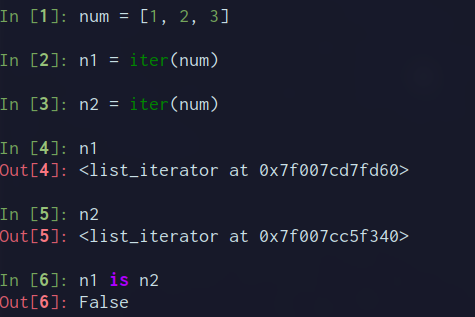 In [1]: num = [1, 2, 3]
In [2]: n1 = iter(num)
In [3]: n2 = iter(num)
In [4]: n1
Out[4]: <list_iterator at 0x7f007cd7fd60>
In [5]: n2
Out[5]: <list_iterator at 0x7f007cc5f340>
In [6]: n1 is n2
Out[6]: False